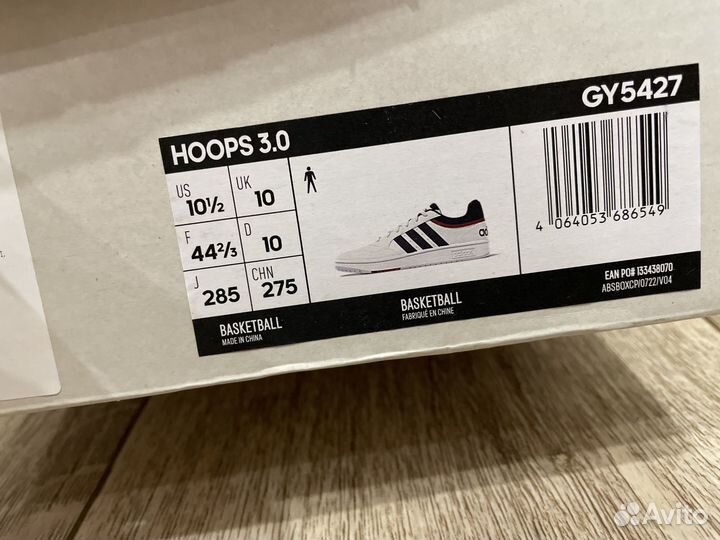 HOOPS 3.0
GY5427
US 10½ UK 10
F 44⅔ D 10
J 285 CHN 275
4 064053 686549
EAN PO# 133438070
ABSBOXCP/0722/V04
BASKETBALL
MADE IN CHINA
BASKETBALL
FABRIQUÉ EN CHINE
Avito